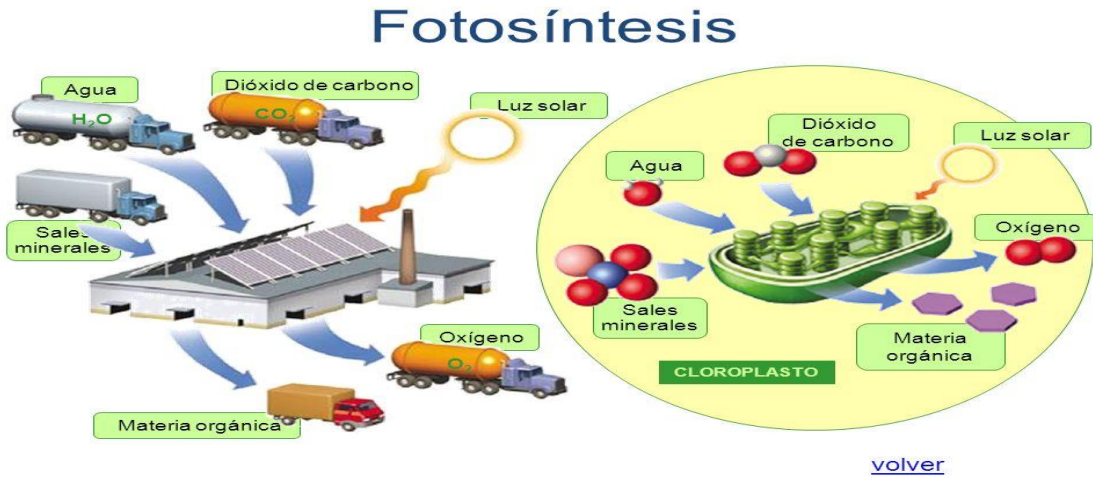 Fotosíntesis
Agua
H₂O
Dióxido de carbono
CO₂
Luz solar
Sales
minerales
Oxígeno
O₂
Materia orgánica
Dióxido
de carbono
Luz solar
Agua
Oxígeno
Sales
minerales
Materia
orgánica
CLOROPLASTO
volver